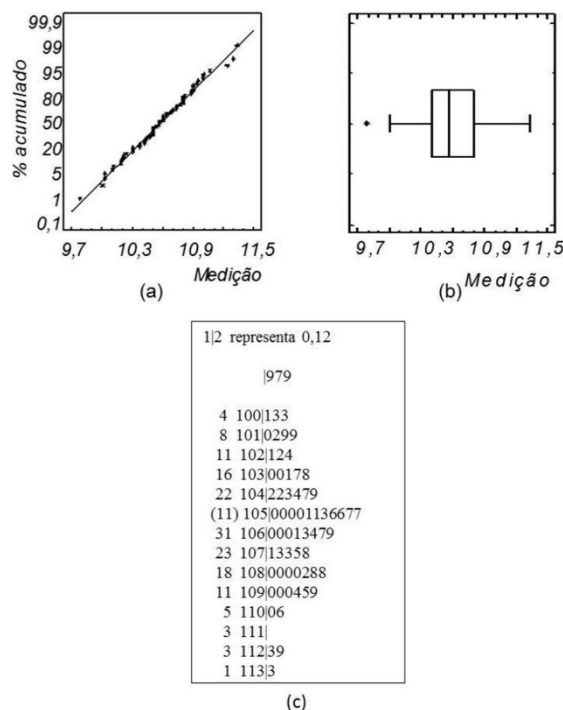 99,9
99
95
80
50
20
5
1
0,1
% acumulado
9,7 10,3 10,9 11,5
Medição
(a)
9,7 10,3 10,9 11,5
Medição
(b)
1|2 representa 0,12
|979
4 100|133
8 101|0299
11 102|124
16 103|00178
22 104|223479
(11) 105|00001136677
31 106|00013479
23 107|13358
18 108|0000288
11 109|000459
5 110|06
3 111|
3 112|39
1 113|3
(c)